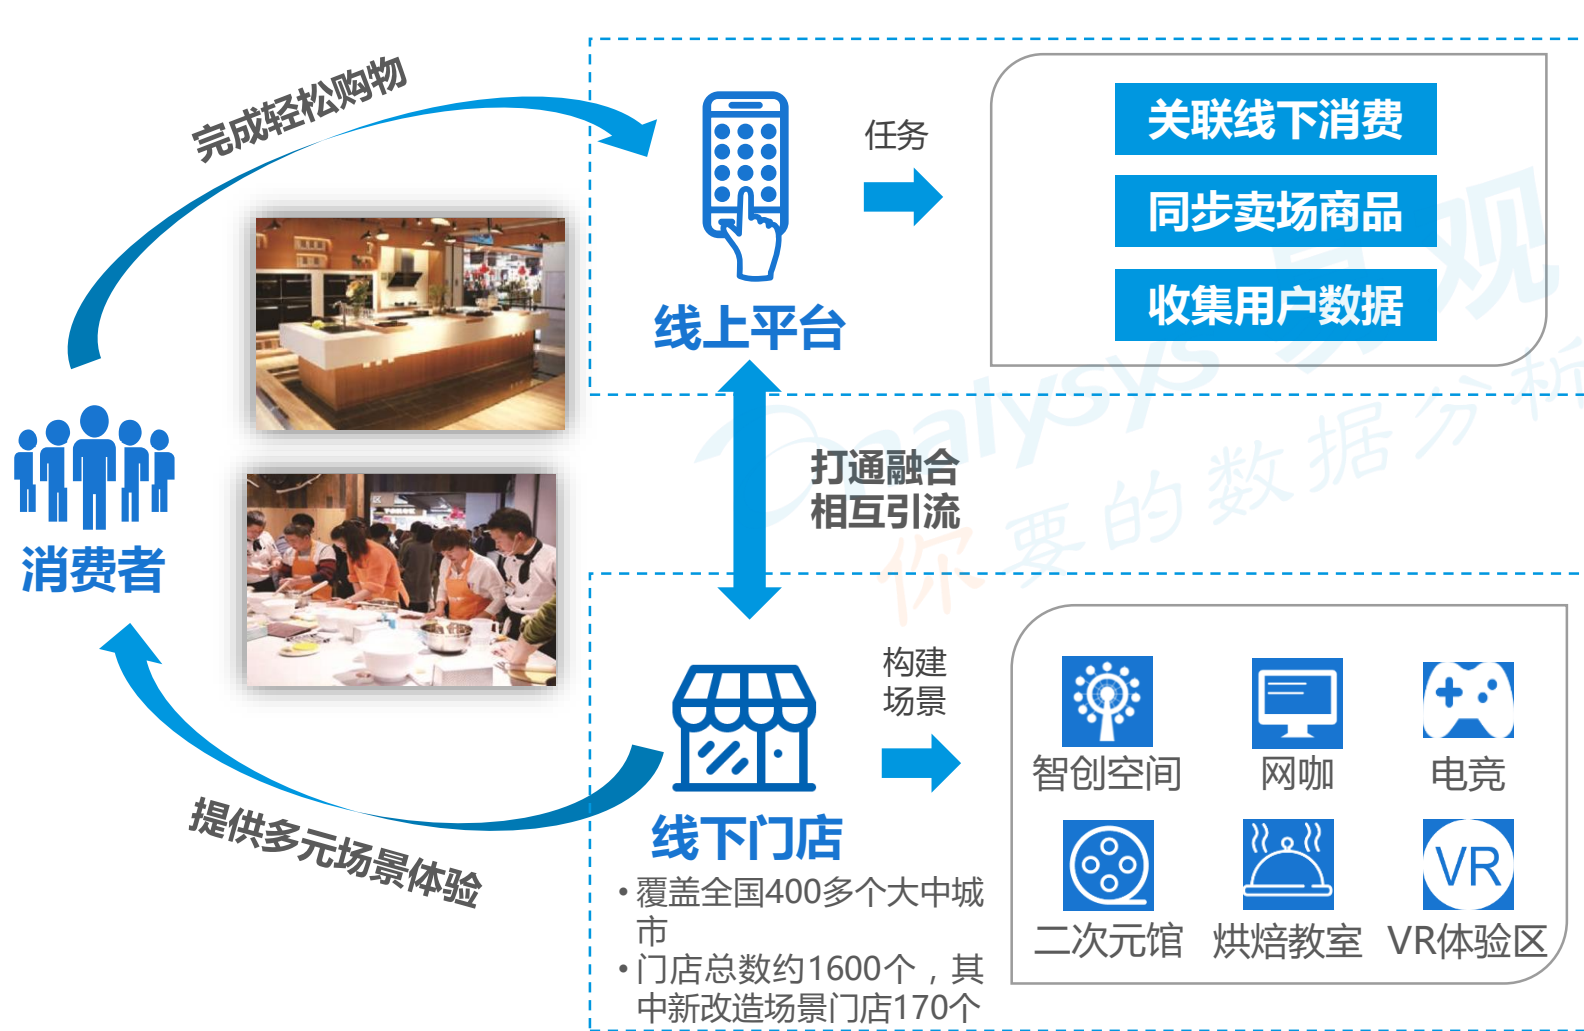 完成轻松购物
任务
关联线下消费
同步卖场商品
收集用户数据
线上平台
打通融合
相互引流
消费者
提供多元场景体验
线下门店
构建
场景
智创空间
网咖
电竞
二次元馆
烘焙教室
VR
VR体验区
•覆盖全国400多个大中城
市
•门店总数约1600个，其
中新改造场景门店170个
analysys 易观
你要的数据分析